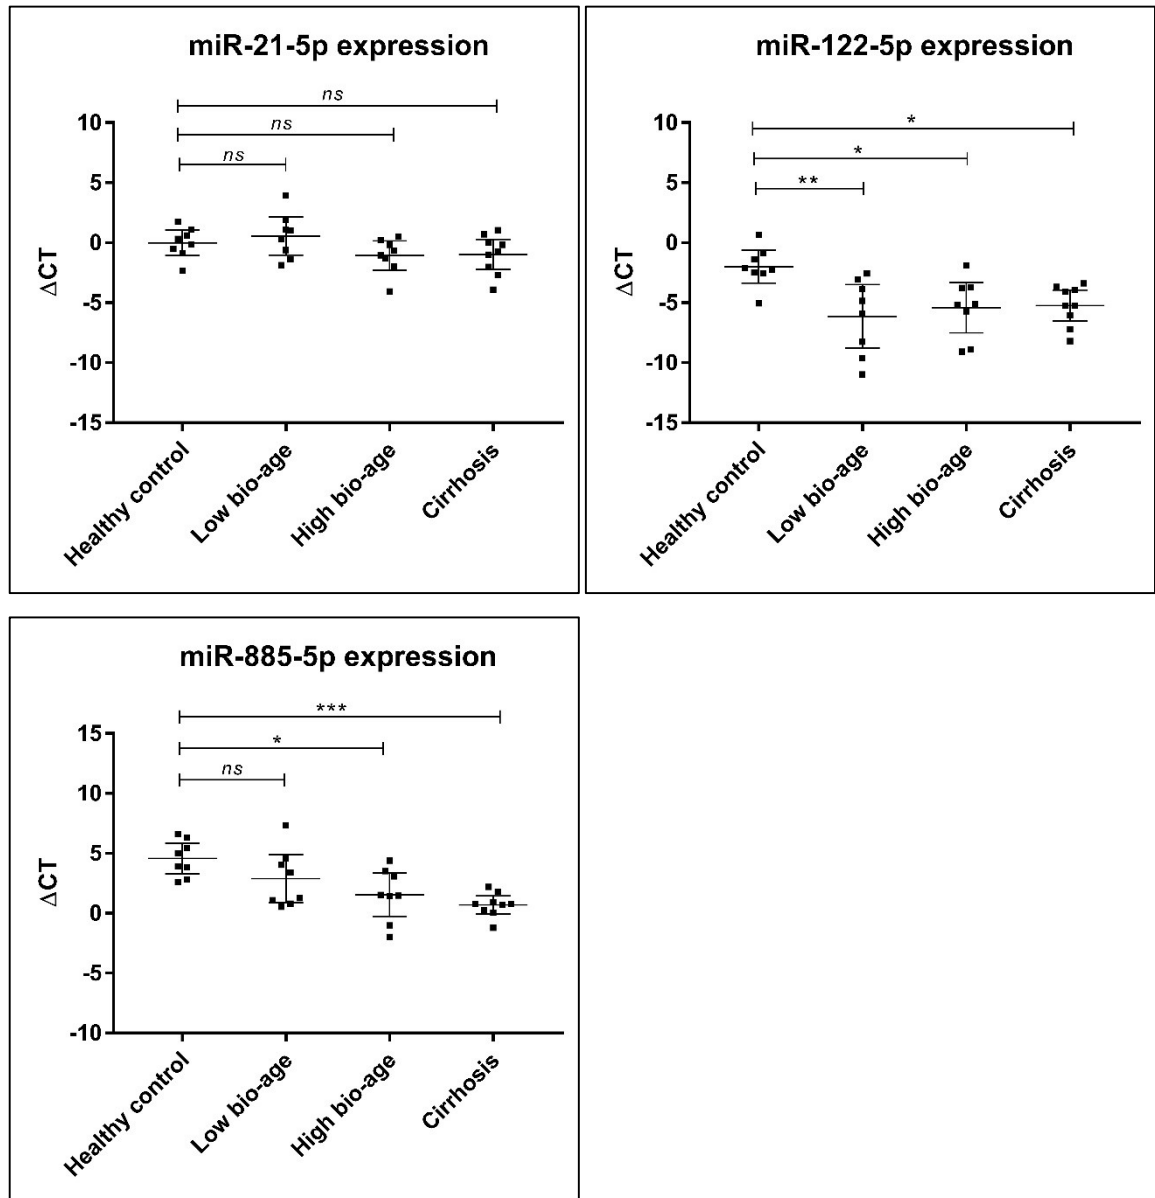 miR-21-5p expression
ns
ns
ns
10
5
0
-5
-10
-15
ΔCT
Healthy control
Low bio-age
High bio-age
Cirrhosis
miR-122-5p expression
*
*
**
10
5
0
-5
-10
-15
ΔCT
Healthy control
Low bio-age
High bio-age
Cirrhosis
miR-885-5p expression
***
*
ns
15
10
5
0
-5
-10
ΔCT
Healthy control
Low bio-age
High bio-age
Cirrhosis